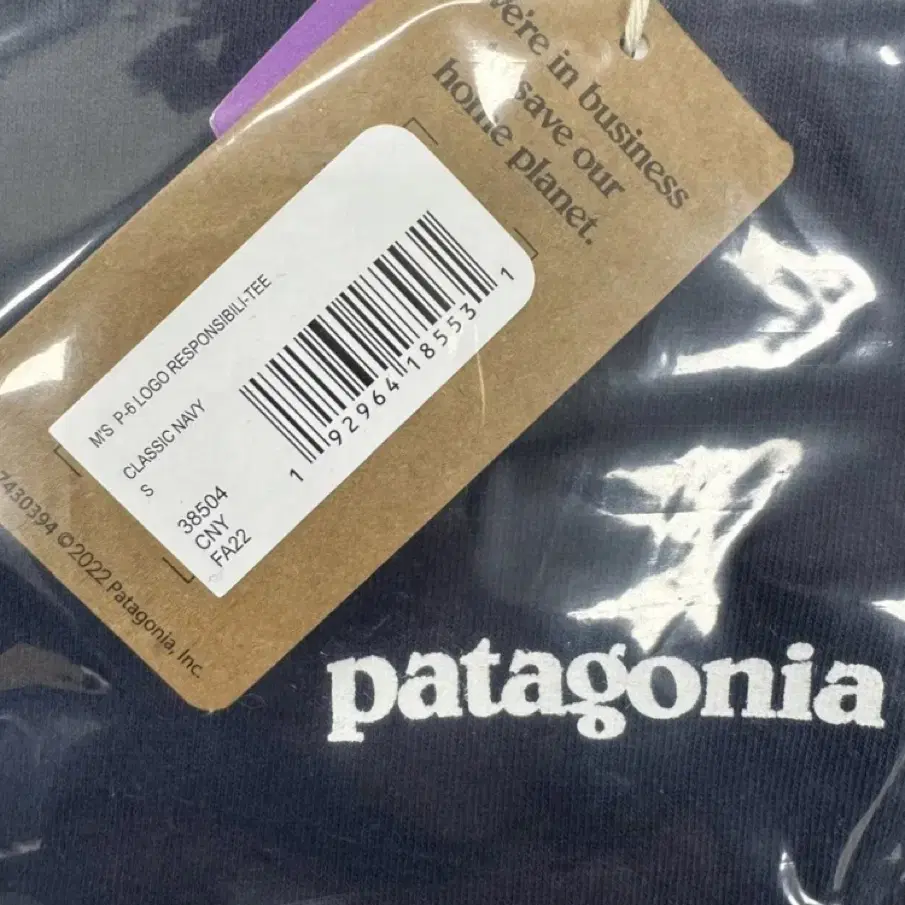 we're in business
save our
home planet.
M'S P-6 LOGO RESPONSIBILI-TEE
CLASSIC NAVY
S
1 92964 18553 1
38504
CNY
FA22
7430394 ©2022 Patagonia, Inc.
patagonia